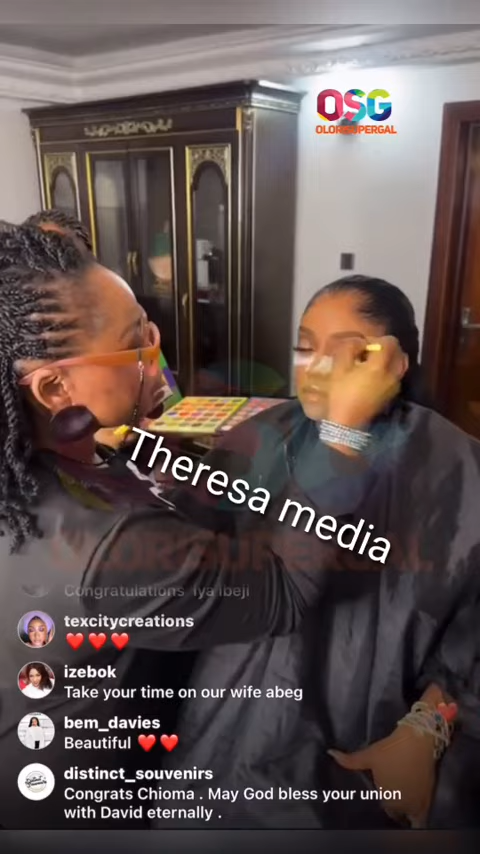 OSG
OLORISUPERGAL
Theresa media
OLORISUPERGAL
Congratulations Iya ibeji
texcitycreations
❤️❤️❤️
izebok
Take your time on our wife abeg
bem_davies
Beautiful ❤️❤️
distinct_souvenirs
Congrats Chioma . May God bless your union
with David eternally .